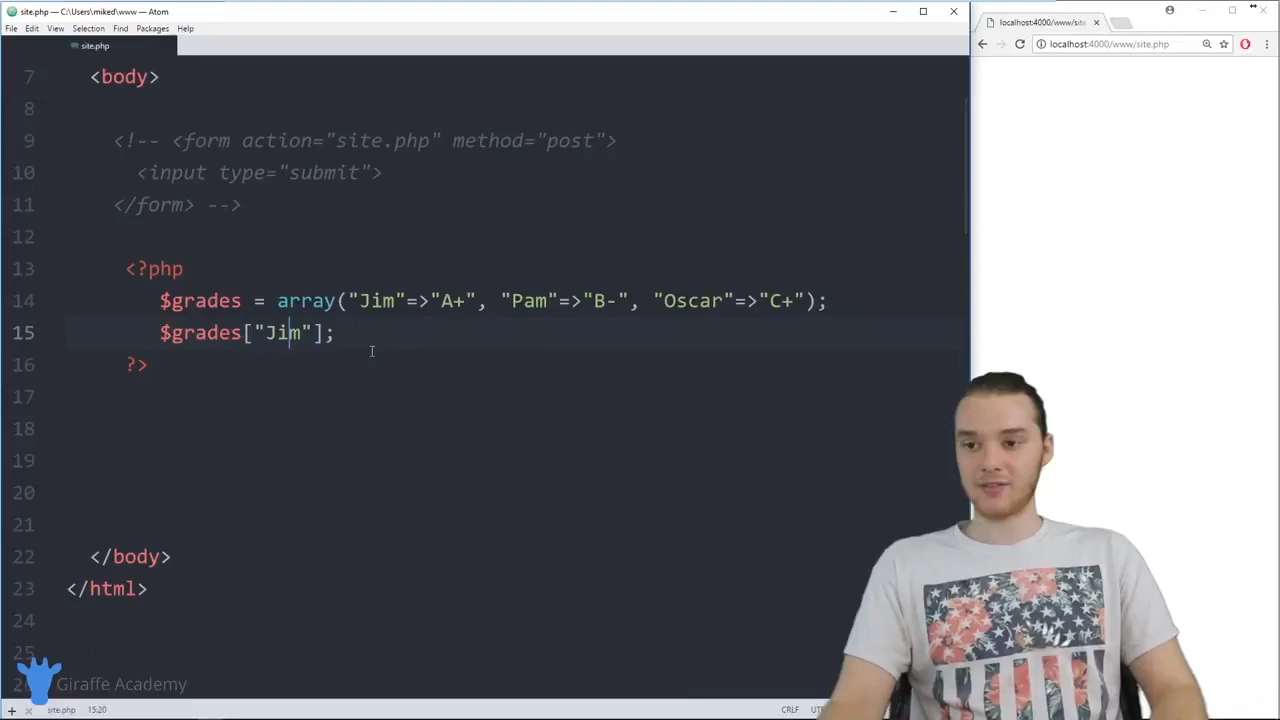 site.php — C:\Users\miked\www — Atom
File Edit View Selection Find Packages Help
site.php
localhost:4000/www/site
localhost:4000/www/site.php
7 <body>
8
9 <!-- <form action="site.php" method="post">
10 <input type="submit">
11 </form> -->
12
13 <?php
14 $grades = array("Jim"=>"A+", "Pam"=>"B-", "Oscar"=>"C+");
15 $grades["Jim"];
16 ?>
17
18
19
20
21
22 </body>
23 </html>
24
25
Giraffe Academy
site.php 15:20 CRLF